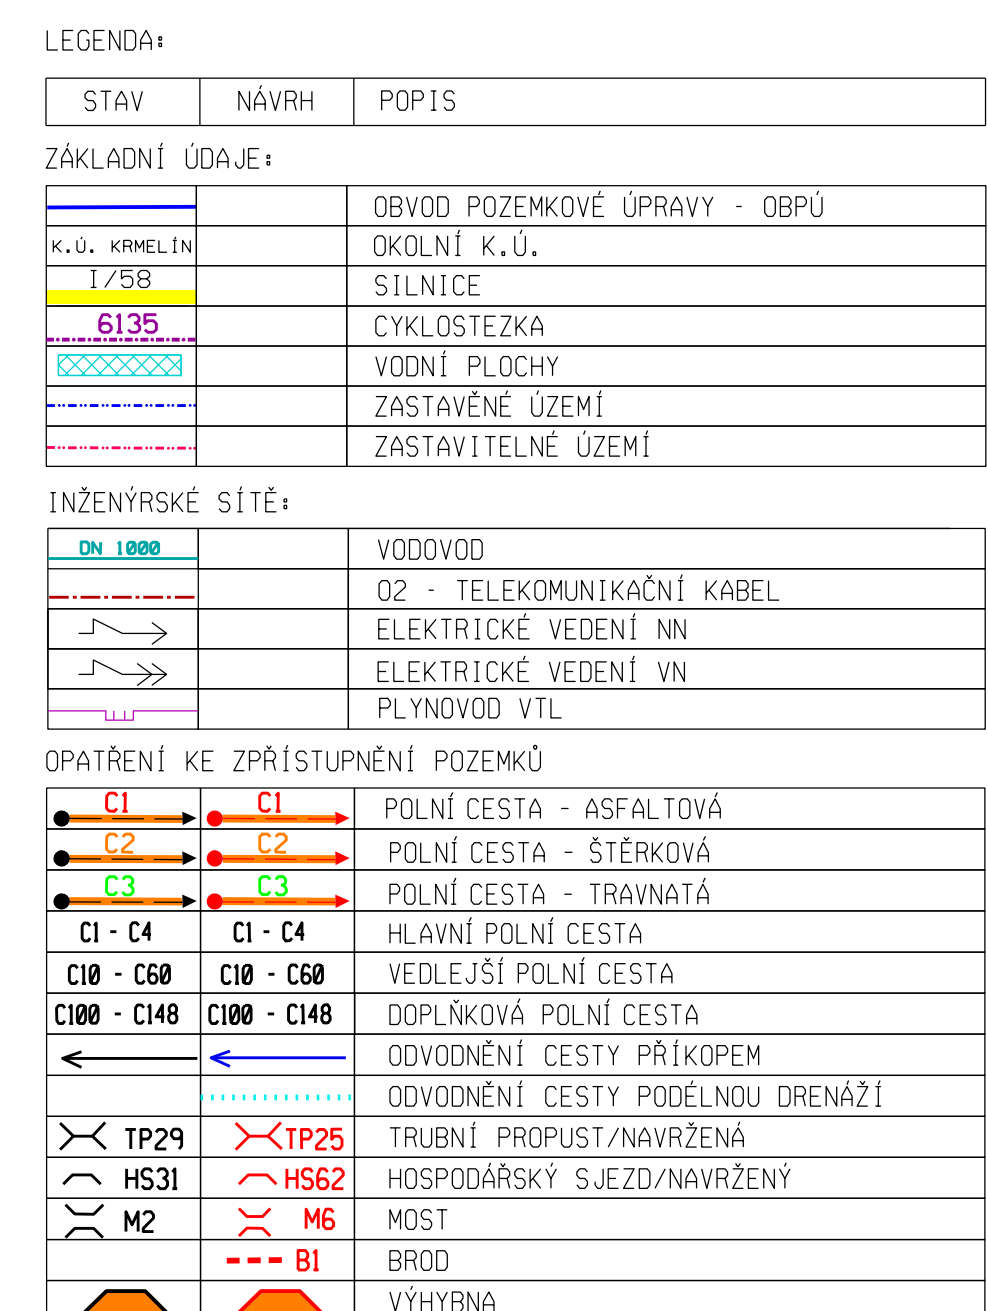 LEGENDA:
STAV NÁVRH POPIS
ZÁKLADNÍ ÚDAJE:
OBVOD POZEMKOVÉ ÚPRAVY - OBPÚ
K.Ú. KRMELÍN OKOLNÍ K.Ú.
I/58 SILNICE
6135 CYKLOSTEZKA
VODNÍ PLOCHY
ZASTAVĚNÉ ÚZEMÍ
ZASTAVITELNÉ ÚZEMÍ
INŽENÝRSKÉ SÍTĚ:
DN 1000 VODOVOD
O2 - TELEKOMUNIKAČNÍ KABEL
ELEKTRICKÉ VEDENÍ NN
ELEKTRICKÉ VEDENÍ VN
PLYNOVOD VTL
OPATŘENÍ KE ZPŘÍSTUPNĚNÍ POZEMKŮ
C1 C1 POLNÍ CESTA - ASFALTOVÁ
C2 C2 POLNÍ CESTA - ŠTĚRKOVÁ
C3 C3 POLNÍ CESTA - TRAVNATÁ
C1 - C4 C1 - C4 HLAVNÍ POLNÍ CESTA
C10 - C60 C10 - C60 VEDLEJŠÍ POLNÍ CESTA
C100 - C148 C100 - C148 DOPLŇKOVÁ POLNÍ CESTA
ODVODNĚNÍ CESTY PŘÍKOPEM
ODVODNĚNÍ CESTY PODÉLNOU DRENÁŽÍ
TP29 TP25 TRUBNÍ PROPUST/NAVRŽENÁ
HS31 HS62 HOSPODÁŘSKÝ SJEZD/NAVRŽENÝ
M2 M6 MOST
B1 BROD
VÝHYBNA